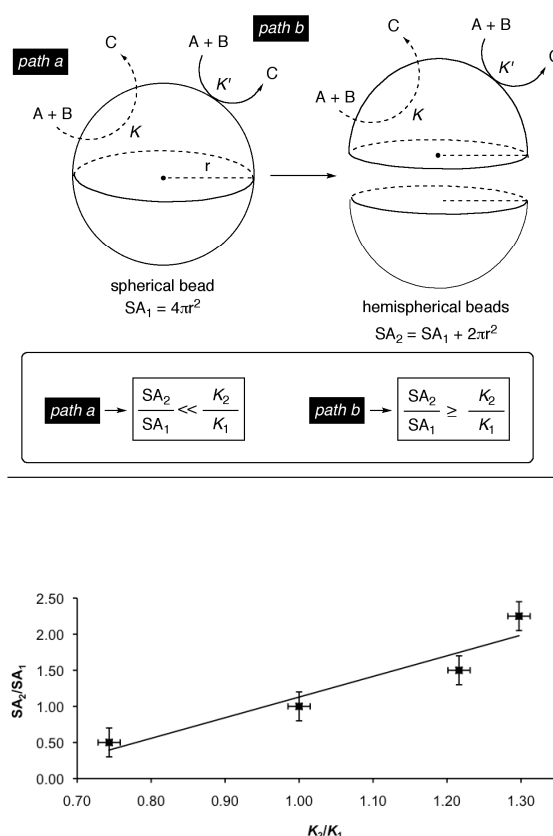 path a
C
A + B
path b
K'
C
A + B
K
r
C
A + B
K'
C
A + B
K
spherical bead
SA₁ = 4πr²
hemispherical beads
SA₂ = SA₁ + 2πr²
path a
SA₂
SA₁
<<
K₂
K₁
path b
SA₂
SA₁
≥
K₂
K₁
SA₂/SA₁
2.50
2.00
1.50
1.00
0.50
0.00
0.70 0.80 0.90 1.00 1.10 1.20 1.30